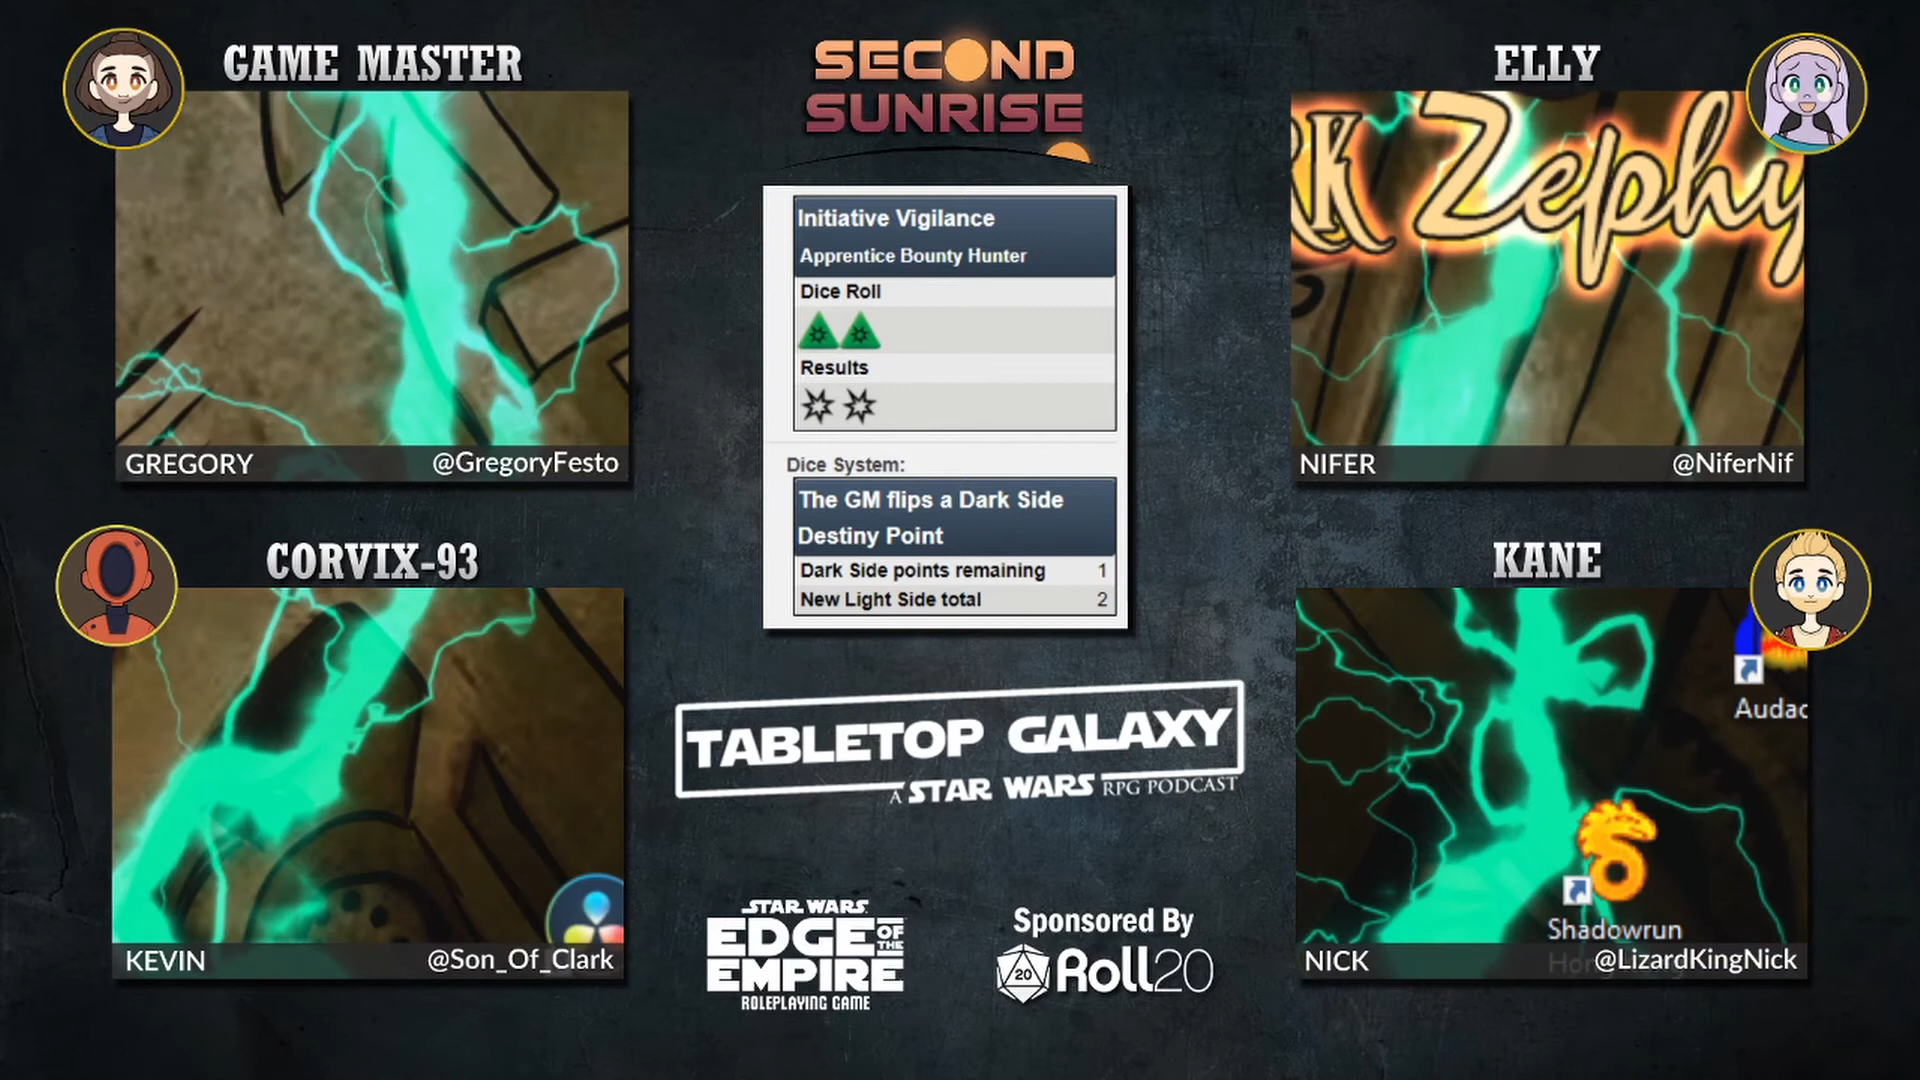 GAME MASTER
GREGORY
@GregoryFesto
SECOND
SUNRISE
ELLY
RK Zephy
NIFER
@NiferNif
Initiative Vigilance
Apprentice Bounty Hunter
Dice Roll
Results
Dice System:
The GM flips a Dark Side
Destiny Point
Dark Side points remaining 1
New Light Side total 2
CORVIX-93
KEVIN
@Son_Of_Clark
TABLETOP GALAXY
A STAR WARS RPG PODCAST
STAR WARS
EDGE OF THE
EMPIRE
ROLEPLAYING GAME
Sponsored By
20 Roll20
KANE
Audac
Shadowrun
NICK
@LizardKingNick